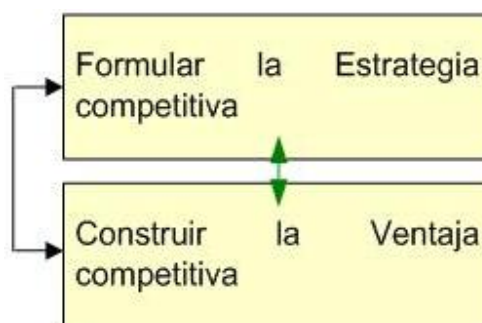 Formular la Estrategia
competitiva
Construir la Ventaja
competitiva